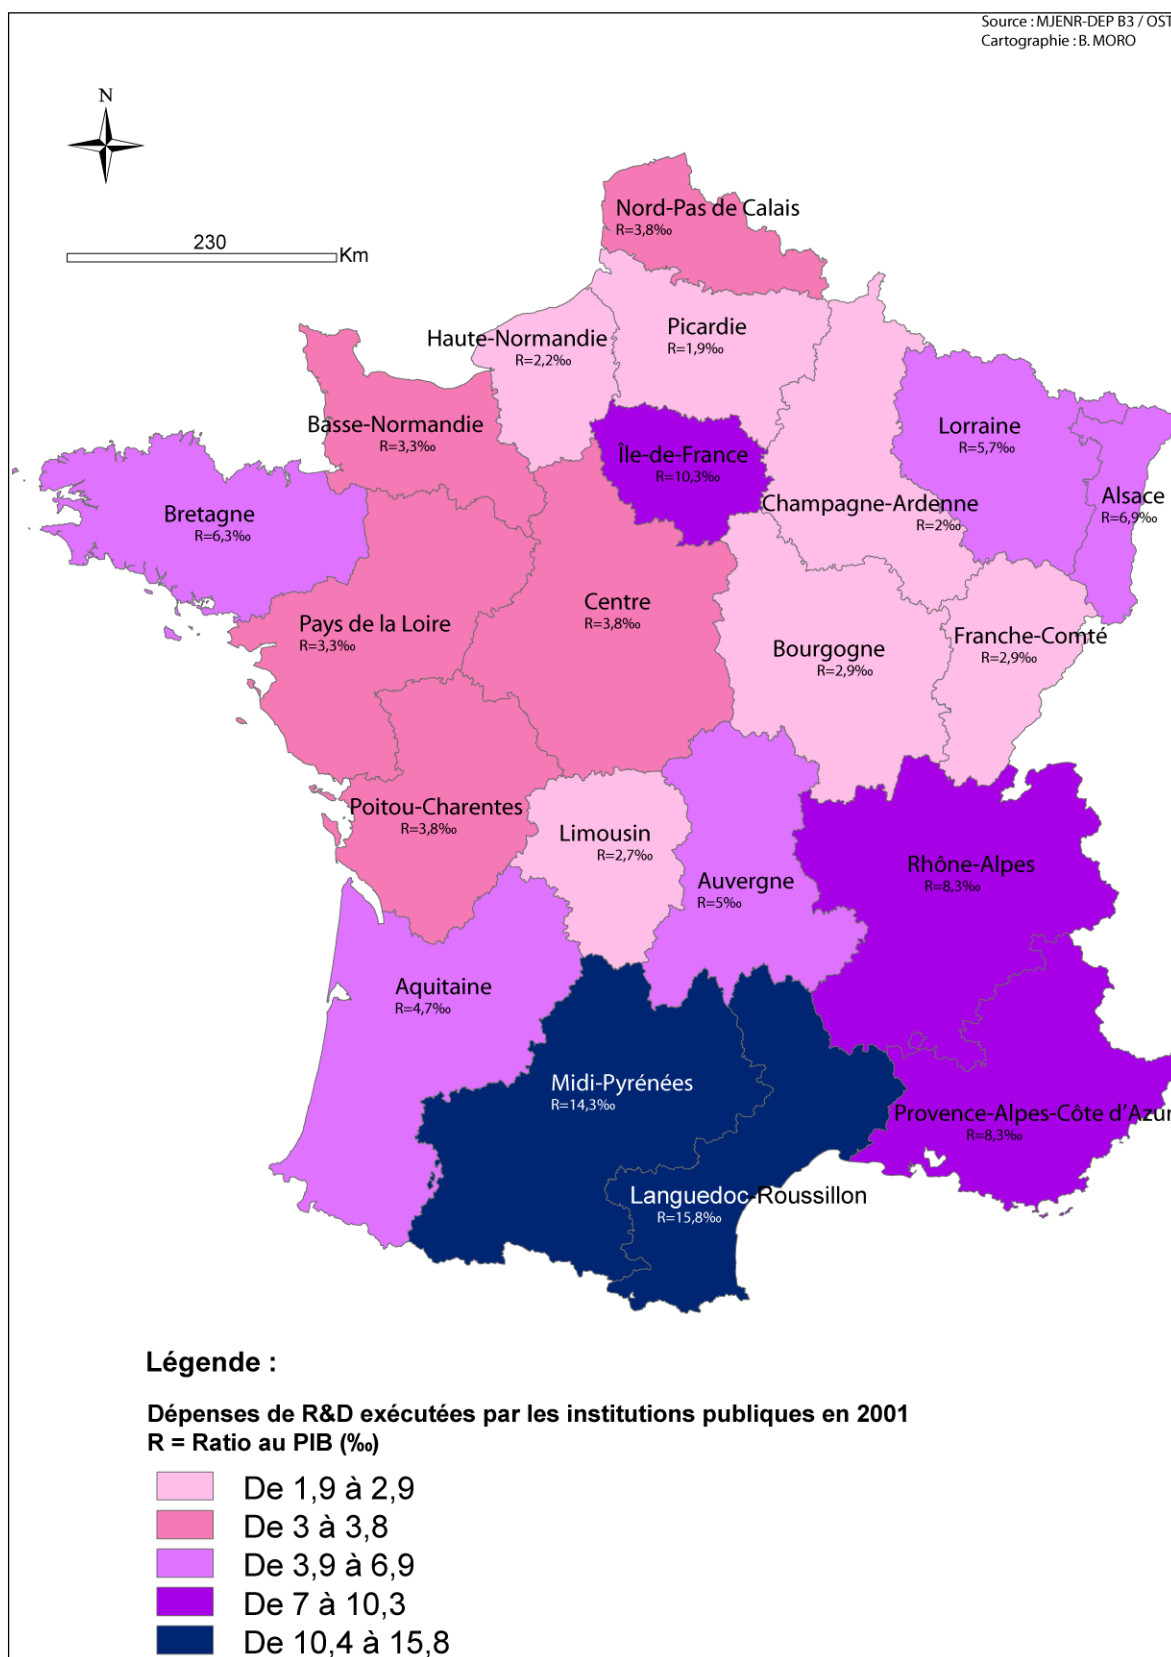 Source : MJENR-DEP B3 / OST
Cartographie : B. MORO
N
230
Km
Nord-Pas de Calais
R=3,8‰
Haute-Normandie
R=2,2‰
Picardie
R=1,9‰
Basse-Normandie
R=3,3‰
Île-de-France
R=10,3‰
Lorraine
R=5,7‰
Champagne-Ardenne
R=2‰
Alsace
R=6,9‰
Bretagne
R=6,3‰
Pays de la Loire
R=3,3‰
Centre
R=3,8‰
Bourgogne
R=2,9‰
Franche-Comté
R=2,9‰
Poitou-Charentes
R=3,8‰
Limousin
R=2,7‰
Auvergne
R=5‰
Rhône-Alpes
R=8,3‰
Aquitaine
R=4,7‰
Midi-Pyrénées
R=14,3‰
Provence-Alpes-Côte d'Azur
R=8,3‰
Languedoc-Roussillon
R=15,8‰
Légende :
Dépenses de R&D exécutées par les institutions publiques en 2001
R = Ratio au PIB (‰)
De 1,9 à 2,9
De 3 à 3,8
De 3,9 à 6,9
De 7 à 10,3
De 10,4 à 15,8